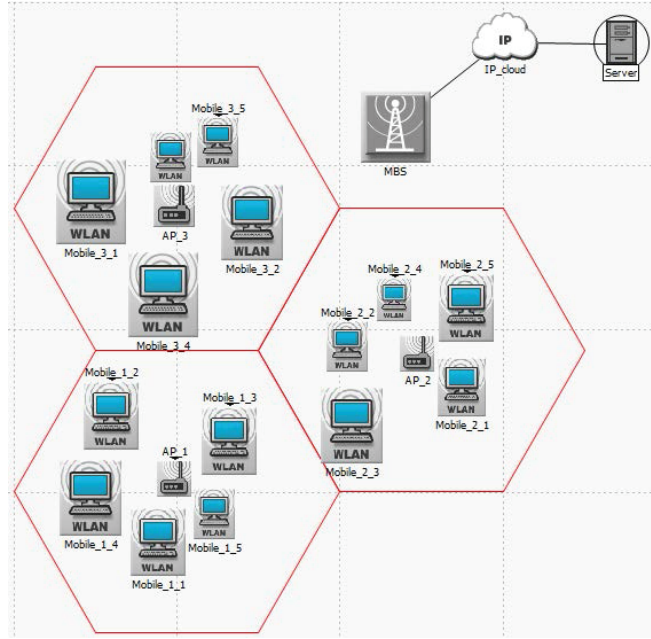 IP
IP_cloud
Server
MBS
Mobile_3_5
WLAN
WLAN
AP_3
WLAN
Mobile_3_1
WLAN
Mobile_3_2
WLAN
Mobile_3_4
Mobile_2_4
WLAN
Mobile_2_5
WLAN
Mobile_2_2
WLAN
AP_2
WLAN
Mobile_2_1
WLAN
Mobile_2_3
Mobile_1_2
WLAN
Mobile_1_3
WLAN
AP_1
WLAN
Mobile_1_4
WLAN
Mobile_1_5
WLAN
Mobile_1_1